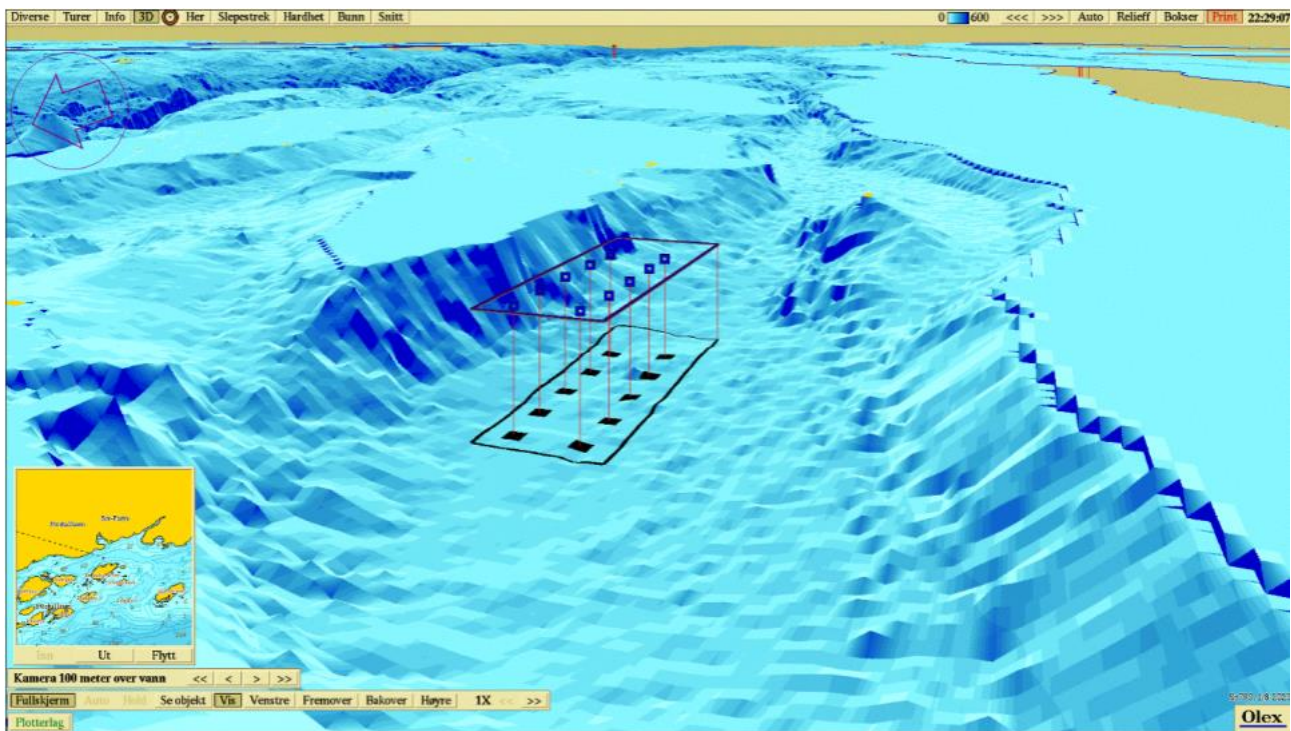 Diverse Turer Info 3D Her Slepestrek Hardhet Bunn Snitt 0 600 <<< >>> Auto Relieff Bokser Print 22:29:07
Inn Ut Flytt
Kamera 100 meter over vann << < > >>
Fullskjerm Auto Hold Se objekt Vis Venstre Fremover Bakover Høyre 1X << >>
Plotterlag Olex